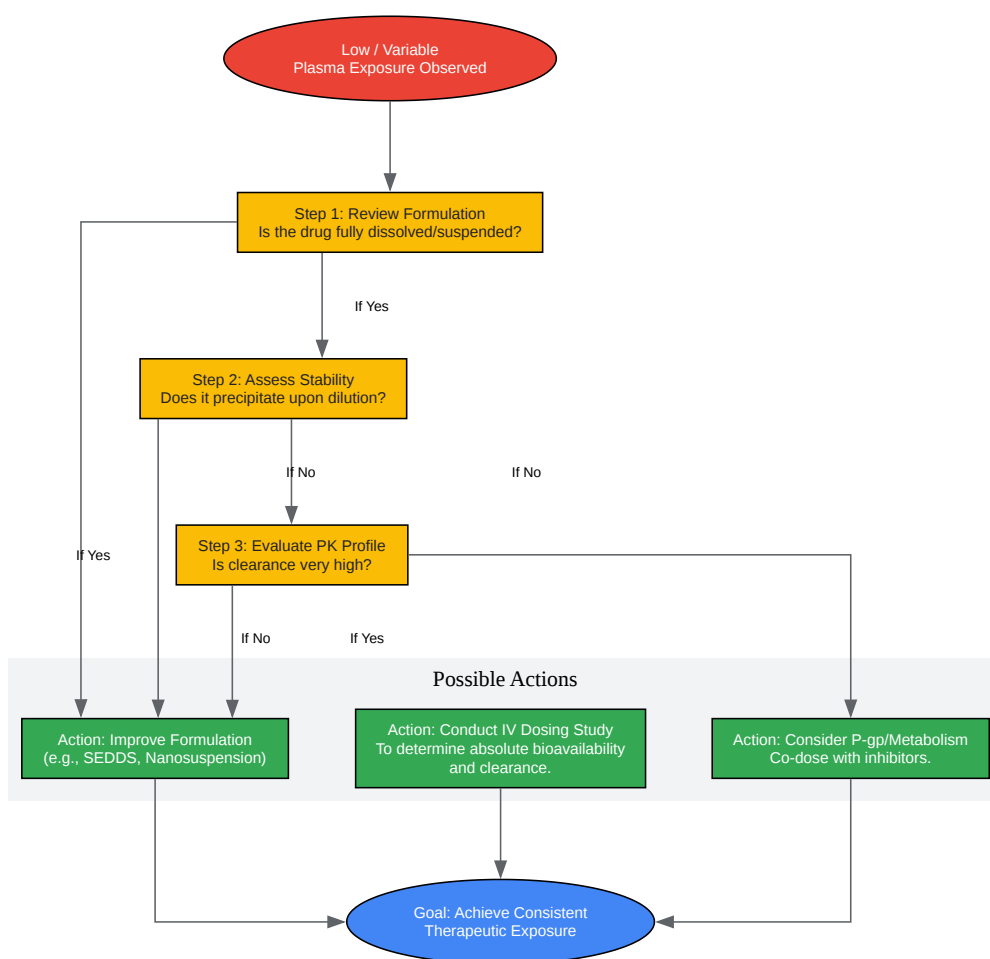 Low / Variable
Plasma Exposure Observed
Step 1: Review Formulation
Is the drug fully dissolved/suspended?
If Yes
Step 2: Assess Stability
Does it precipitate upon dilution?
If No
If No
Step 3: Evaluate PK Profile
Is clearance very high?
If Yes
If No
If Yes
Possible Actions
Action: Improve Formulation
(e.g., SEDDS, Nanosuspension)
Action: Conduct IV Dosing Study
To determine absolute bioavailability
and clearance.
Action: Consider P-gp/Metabolism
Co-dose with inhibitors.
Goal: Achieve Consistent
Therapeutic Exposure